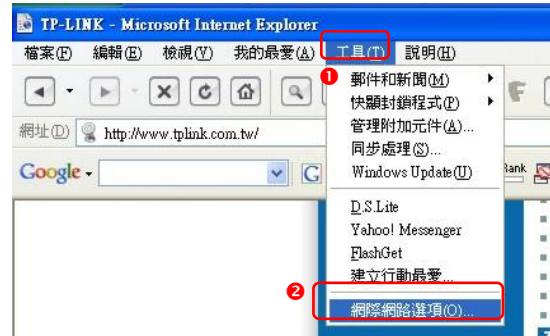 TP-LINK - Microsoft Internet Explorer
檔案(F) 編輯(E) 檢視(V) 我的最愛(A) 工具(T) 說明(H)
1
郵件和新聞(M)
快顯封鎖程式(P)
網址(D) http://www.tplink.com.tw/
管理附加元件(A)...
同步處理(S)...
Google
G
Windows Update(U)
Rank
D.S.Lite
Yahoo! Messenger
FlashGet
建立行動最愛...
2
網際網路選項(O)...